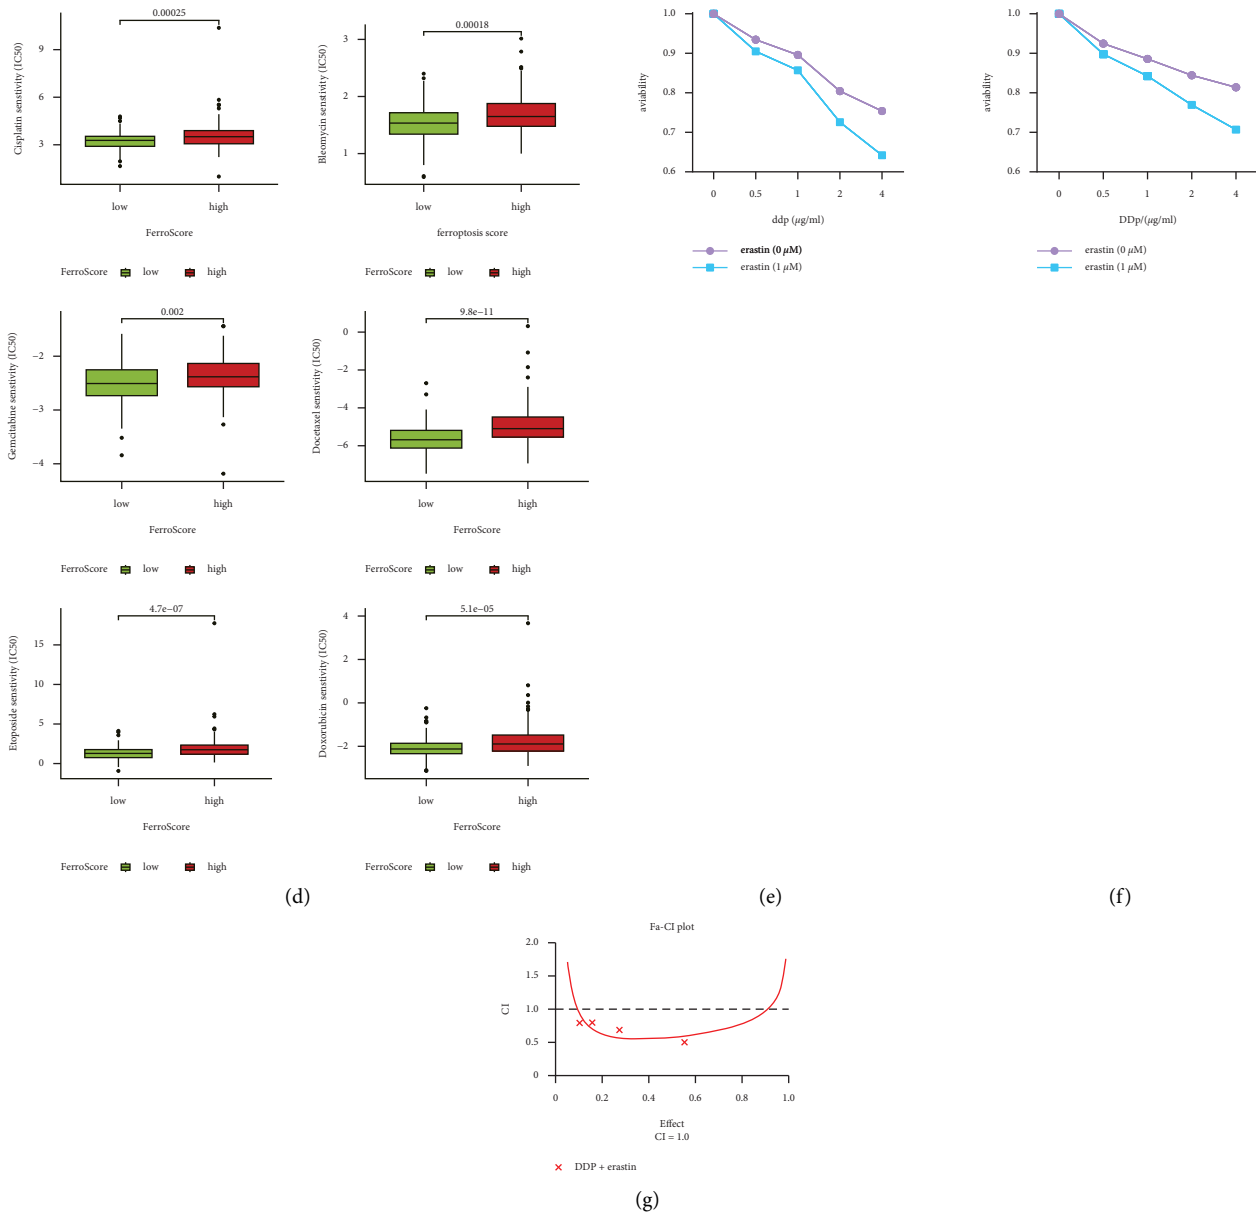 0.00025
Cisplatin senstivity (IC50)
9
6
3
low
high
FerroScore
FerroScore low high
0.00018
Bleomycin senstivity (IC50)
3
2
1
low
high
ferroptosis score
FerroScore low high
0.002
Gemcitabine senstivity (IC50)
−2
−3
−4
low
high
FerroScore
FerroScore low high
9.8e−11
Docetaxel senstivity (IC50)
0
−2
−4
−6
low
high
FerroScore
FerroScore low high
4.7e−07
Etoposide senstivity (IC50)
15
10
5
0
low
high
FerroScore
FerroScore low high
5.1e−05
Doxorubicin senstivity (IC50)
4
2
0
−2
low
high
FerroScore
FerroScore low high
(d)
aviability
1.0
0.9
0.8
0.7
0.6
0 0.5 1 2 4
ddp (μg/ml)
erastin (0 μM)
erastin (1 μM)
(e)
aviability
1.0
0.9
0.8
0.7
0.6
0 0.5 1 2 4
DDp/(μg/ml)
erastin (0 μM)
erastin (1 μM)
(f)
Fa-CI plot
CI
2.0
1.5
1.0
0.5
0
0 0.2 0.4 0.6 0.8 1.0
Effect
CI = 1.0
DDP + erastin
(g)